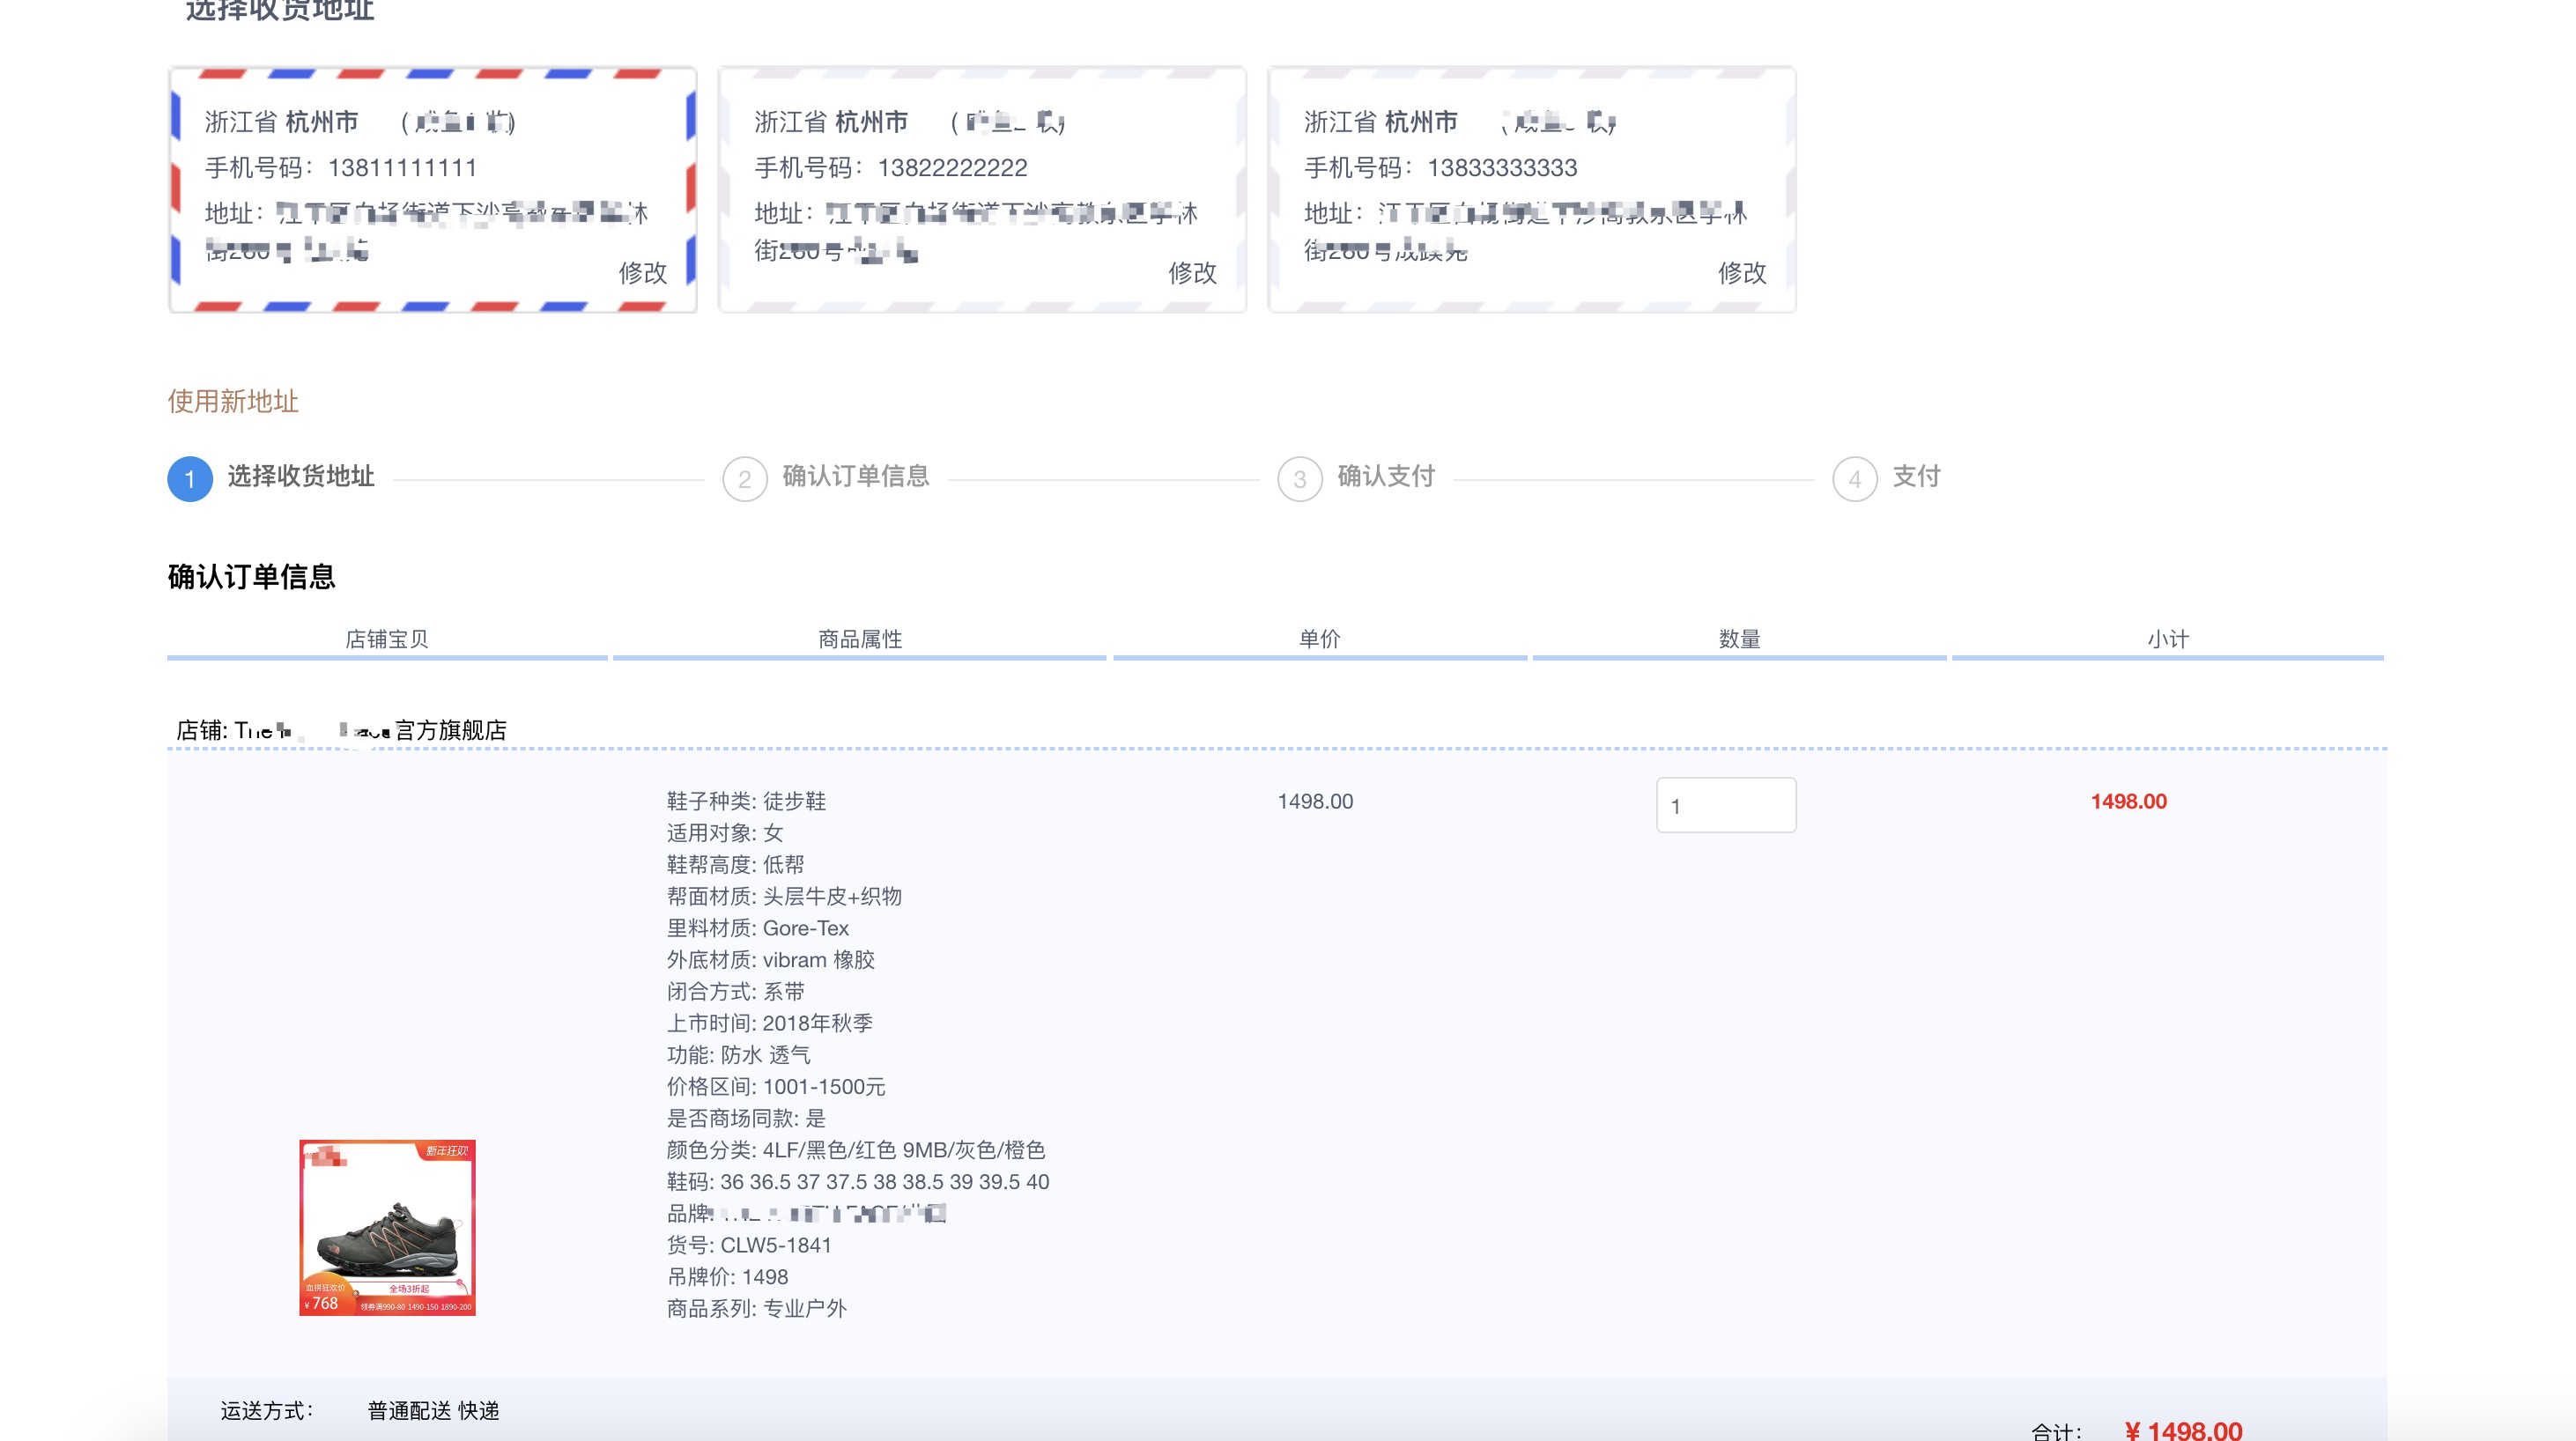 选择收货地址
浙江省 杭州市
手机号码：13811111111
地址：
修改
浙江省 杭州市
手机号码：13822222222
地址：
街
修改
浙江省 杭州市
手机号码：13833333333
地址：
街
修改
使用新地址
1 选择收货地址
2 确认订单信息
3 确认支付
4 支付
确认订单信息
店铺宝贝 商品属性 单价 数量 小计
店铺: The 官方旗舰店
鞋子种类: 徒步鞋 1498.00 1 1498.00
适用对象: 女
鞋帮高度: 低帮
帮面材质: 头层牛皮+织物
里料材质: Gore-Tex
外底材质: vibram 橡胶
闭合方式: 系带
上市时间: 2018年秋季
功能: 防水 透气
价格区间: 1001-1500元
是否商场同款: 是
颜色分类: 4LF/黑色/红色 9MB/灰色/橙色
鞋码: 36 36.5 37 37.5 38 38.5 39 39.5 40
品牌:
货号: CLW5-1841
吊牌价: 1498
商品系列: 专业户外
新年狂欢
血拼狂欢价
¥ 768
全场3折起
领券满990-80 1490-150 1890-200
运送方式： 普通配送 快递
合计： ¥ 1498.00